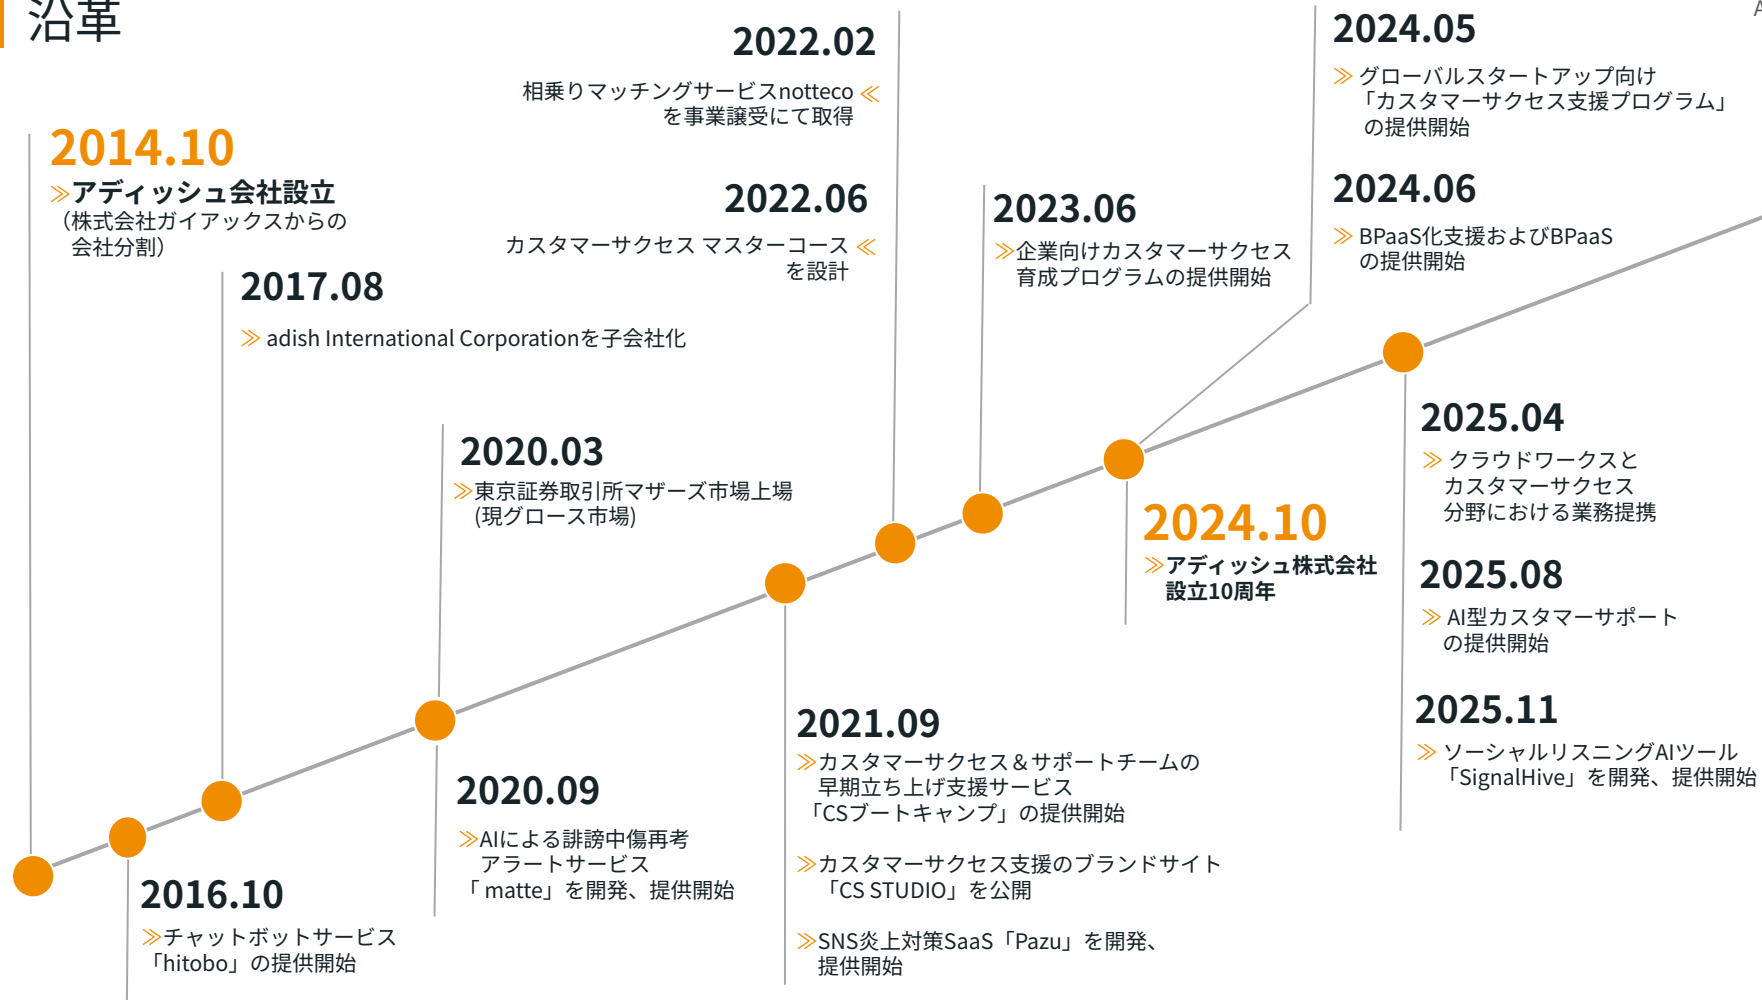 沿革
2014.10
≫アディッシュ会社設立
（株式会社ガイアックスからの
会社分割）
2016.10
≫チャットボットサービス
「hitobo」の提供開始
2017.08
≫ adish International Corporationを子会社化
2020.03
≫東京証券取引所マザーズ市場上場
(現グロース市場)
2020.09
≫AIによる誹謗中傷再考
アラートサービス
「 matte」を開発、提供開始
2021.09
≫カスタマーサクセス＆サポートチームの
早期立ち上げ支援サービス
「CSブートキャンプ」の提供開始
≫カスタマーサクセス支援のブランドサイト
「CS STUDIO」を公開
≫SNS炎上対策SaaS「Pazu」を開発、
提供開始
2022.02
相乗りマッチングサービスnotteco ≪
を事業譲受にて取得
2022.06
カスタマーサクセス マスターコース ≪
を設計
2023.06
≫企業向けカスタマーサクセス
育成プログラムの提供開始
2024.05
≫ グローバルスタートアップ向け
「カスタマーサクセス支援プログラム」
の提供開始
2024.06
≫ BPaaS化支援およびBPaaS
の提供開始
2024.10
≫アディッシュ株式会社
設立10周年
2025.04
≫ クラウドワークスと
カスタマーサクセス
分野における業務提携
2025.08
≫ AI型カスタマーサポート
の提供開始
2025.11
≫ ソーシャルリスニングAIツール
「SignalHive」を開発、提供開始